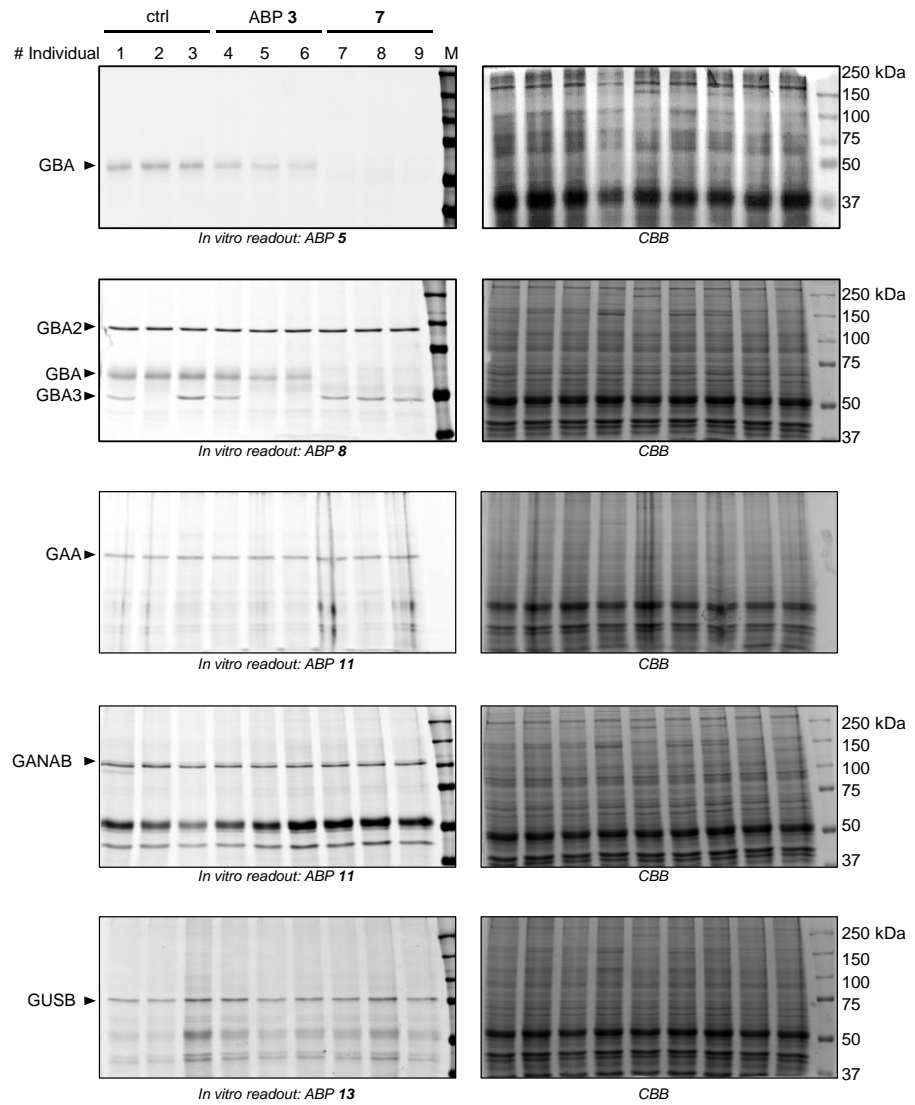 ctrl ABP 3 7
# Individual 1 2 3 4 5 6 7 8 9 M
250 kDa
150
100
75
GBA ►
50
37
In vitro readout: ABP 5 CBB
250 kDa
GBA2 ►
150
100
75
GBA ►
GBA3 ►
50
37
In vitro readout: ABP 8 CBB
GAA ►
In vitro readout: ABP 11 CBB
250 kDa
150
GANAB ►
100
75
50
37
In vitro readout: ABP 11 CBB
250 kDa
150
100
GUSB ►
75
50
37
In vitro readout: ABP 13 CBB